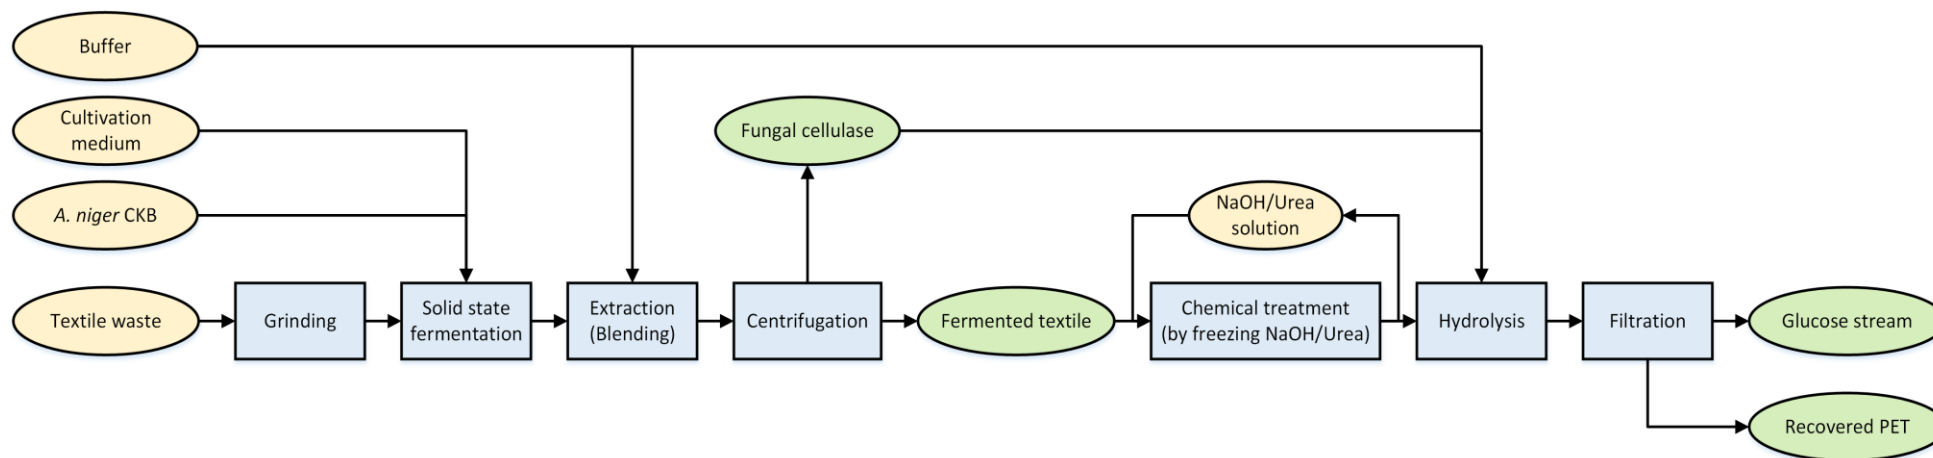 Buffer
Cultivation
medium
Fungal cellulase
A. niger CKB
NaOH/Urea
solution
Textile waste
Grinding
Solid state
fermentation
Extraction
(Blending)
Centrifugation
Fermented textile
Chemical treatment
(by freezing NaOH/Urea)
Hydrolysis
Filtration
Glucose stream
Recovered PET